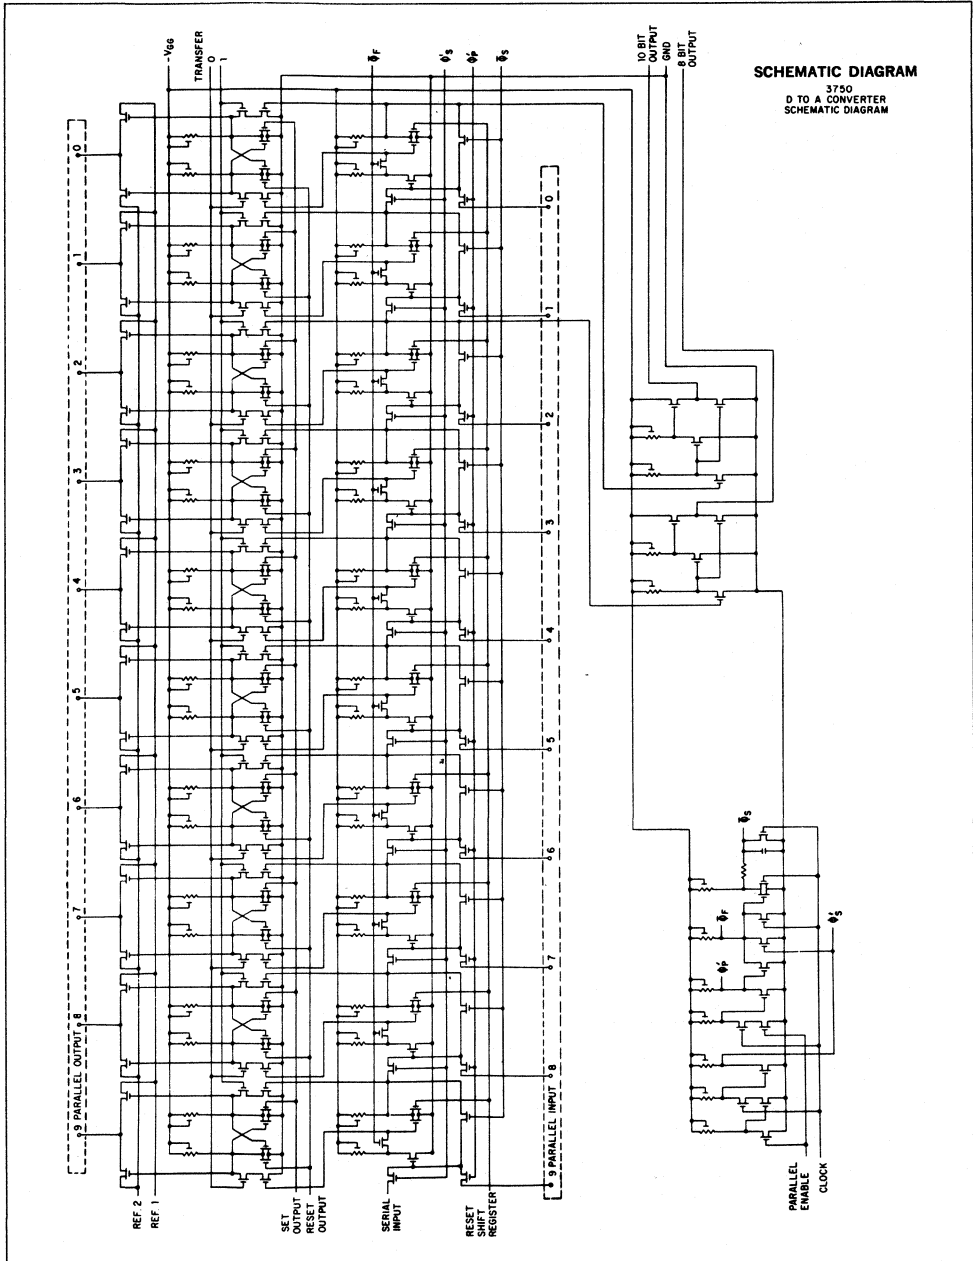 SCHEMATIC DIAGRAM
3750
D TO A CONVERTER
SCHEMATIC DIAGRAM
-VGG
TRANSFER
0
1
Φ̄F
Φ'S
Φ'P
Φ̄S
10 BIT
OUTPUT
GND
8 BIT
OUTPUT
0
1
2
3
4
5
6
7
8
9 PARALLEL OUTPUT
0
1
2
3
4
5
6
7
8
9 PARALLEL INPUT
REF. 2
REF. 1
SET
OUTPUT
RESET
OUTPUT
SERIAL
INPUT
RESET
SHIFT
REGISTER
Φ̄S
Φ̄F
Φ'P
Φ'S
PARALLEL
ENABLE
CLOCK